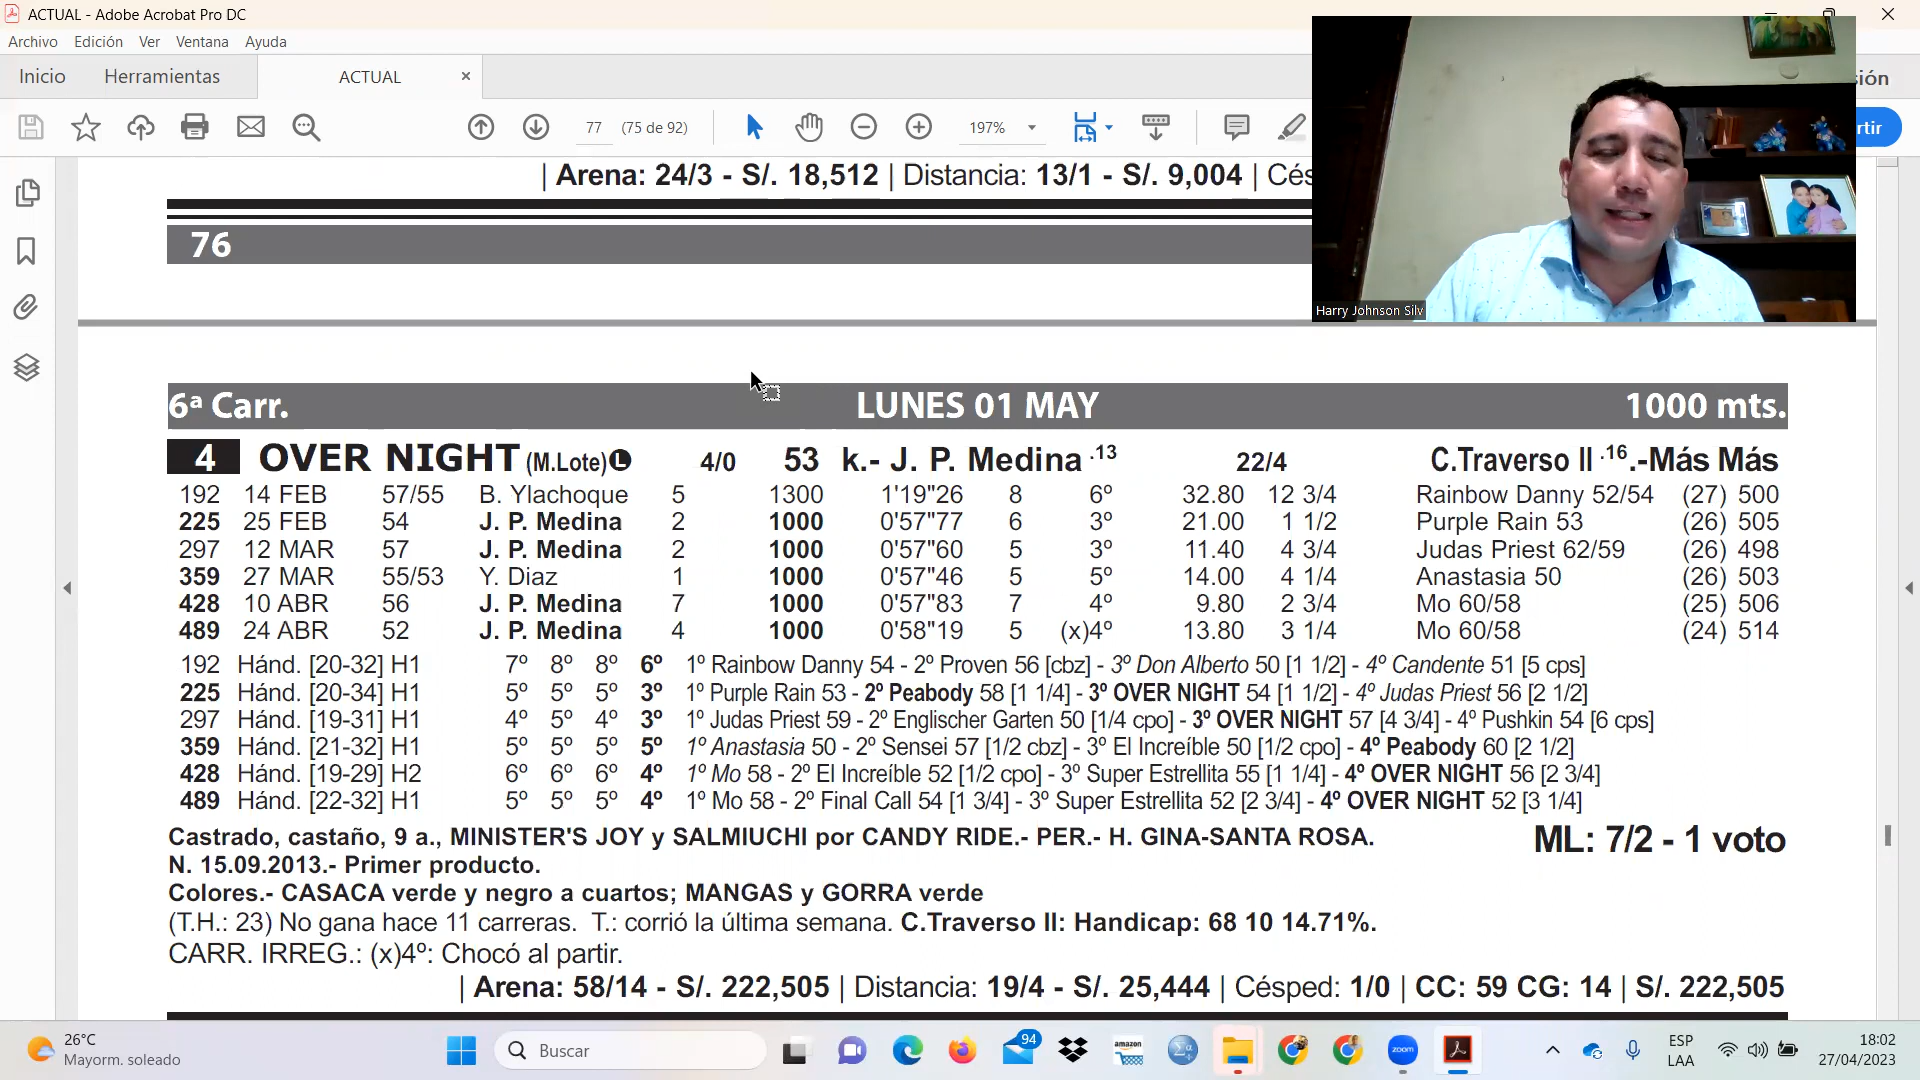 ACTUAL - Adobe Acrobat Pro DC
Archivo Edición Ver Ventana Ayuda
Inicio Herramientas ACTUAL × sión
77 (75 de 92) 197% rtir
| Arena: 24/3 - S/. 18,512 | Distancia: 13/1 - S/. 9,004 | Cés
76
Harry Johnson Silv
6ª Carr. LUNES 01 MAY 1000 mts.
4 OVER NIGHT (M.Lote) L 4/0 53 k.- J. P. Medina .13 22/4 C.Traverso II .16.-Más Más
192 14 FEB 57/55 B. Ylachoque 5 1300 1'19"26 8 6º 32.80 12 3/4 Rainbow Danny 52/54 (27) 500
225 25 FEB 54 J. P. Medina 2 1000 0'57"77 6 3º 21.00 1 1/2 Purple Rain 53 (26) 505
297 12 MAR 57 J. P. Medina 2 1000 0'57"60 5 3º 11.40 4 3/4 Judas Priest 62/59 (26) 498
359 27 MAR 55/53 Y. Diaz 1 1000 0'57"46 5 5º 14.00 4 1/4 Anastasia 50 (26) 503
428 10 ABR 56 J. P. Medina 7 1000 0'57"83 7 4º 9.80 2 3/4 Mo 60/58 (25) 506
489 24 ABR 52 J. P. Medina 4 1000 0'58"19 5 (x)4º 13.80 3 1/4 Mo 60/58 (24) 514
192 Hánd. [20-32] H1 7º 8º 8º 6º 1º Rainbow Danny 54 - 2º Proven 56 [cbz] - 3º Don Alberto 50 [1 1/2] - 4º Candente 51 [5 cps]
225 Hánd. [20-34] H1 5º 5º 5º 3º 1º Purple Rain 53 - 2º Peabody 58 [1 1/4] - 3º OVER NIGHT 54 [1 1/2] - 4º Judas Priest 56 [2 1/2]
297 Hánd. [19-31] H1 4º 5º 4º 3º 1º Judas Priest 59 - 2º Englischer Garten 50 [1/4 cpo] - 3º OVER NIGHT 57 [4 3/4] - 4º Pushkin 54 [6 cps]
359 Hánd. [21-32] H1 5º 5º 5º 5º 1º Anastasia 50 - 2º Sensei 57 [1/2 cbz] - 3º El Increíble 50 [1/2 cpo] - 4º Peabody 60 [2 1/2]
428 Hánd. [19-29] H2 6º 6º 6º 4º 1º Mo 58 - 2º El Increíble 52 [1/2 cpo] - 3º Super Estrellita 55 [1 1/4] - 4º OVER NIGHT 56 [2 3/4]
489 Hánd. [22-32] H1 5º 5º 5º 4º 1º Mo 58 - 2º Final Call 54 [1 3/4] - 3º Super Estrellita 52 [2 3/4] - 4º OVER NIGHT 52 [3 1/4]
Castrado, castaño, 9 a., MINISTER'S JOY y SALMIUCHI por CANDY RIDE.- PER.- H. GINA-SANTA ROSA. ML: 7/2 - 1 voto
N. 15.09.2013.- Primer producto.
Colores.- CASACA verde y negro a cuartos; MANGAS y GORRA verde
(T.H.: 23) No gana hace 11 carreras. T.: corrió la última semana. C.Traverso II: Handicap: 68 10 14.71%.
CARR. IRREG.: (x)4º: Chocó al partir.
| Arena: 58/14 - S/. 222,505 | Distancia: 19/4 - S/. 25,444 | Césped: 1/0 | CC: 59 CG: 14 | S/. 222,505
26°C
Mayorm. soleado
Buscar
94
amazon
zoom
ESP
LAA
18:02
27/04/2023